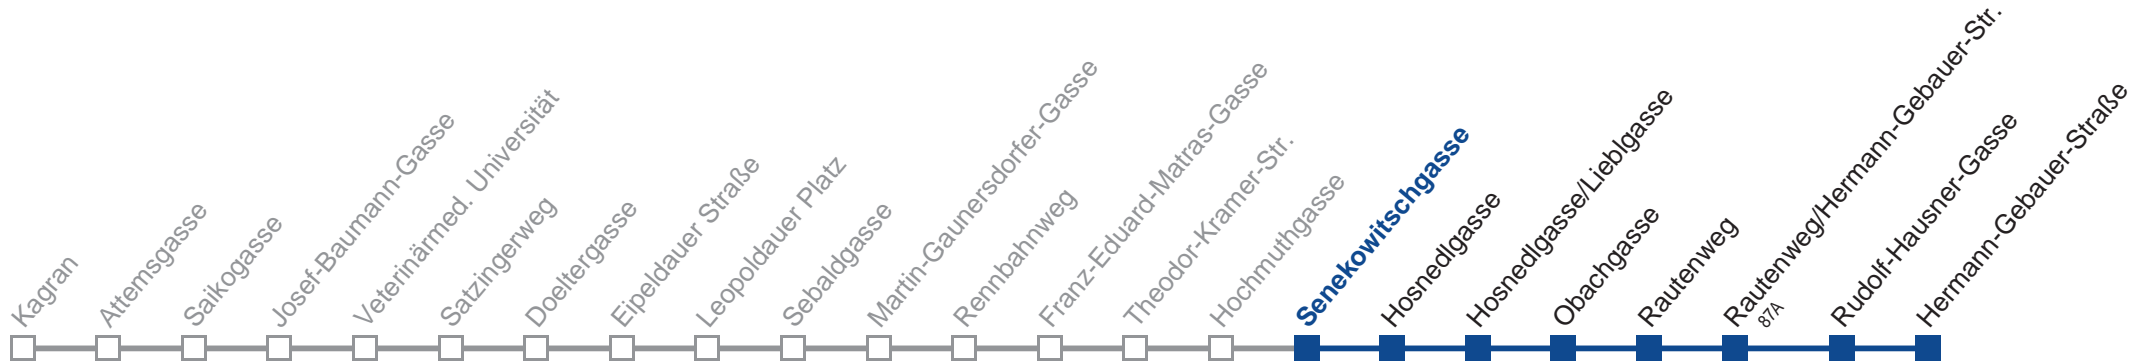 Kagran
Attemsgasse
Saikogasse
Josef-Baumann-Gasse
Veterinärmed. Universität
Satzingerweg
Doeltergasse
Eipeldauer Straße
Leopoldauer Platz
Sebaldgasse
Martin-Gaunersdorfer-Gasse
Rennbahnweg
Franz-Eduard-Matras-Gasse
Theodor-Kramer-Str.
Hochmuthgasse
Senekowitschgasse
Hosnedlgasse
Hosnedlgasse/Lieblgasse
Obachgasse
Rautenweg
Rautenweg/Hermann-Gebauer-Str.
87A
Rudolf-Hausner-Gasse
Hermann-Gebauer-Straße